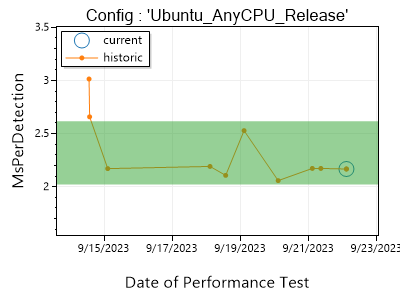 Config : 'Ubuntu_AnyCPU_Release'
current
historic
MsPerDetection
3.5
3
2.5
2
9/15/2023
9/17/2023
9/19/2023
9/21/2023
9/23/2023
Date of Performance Test